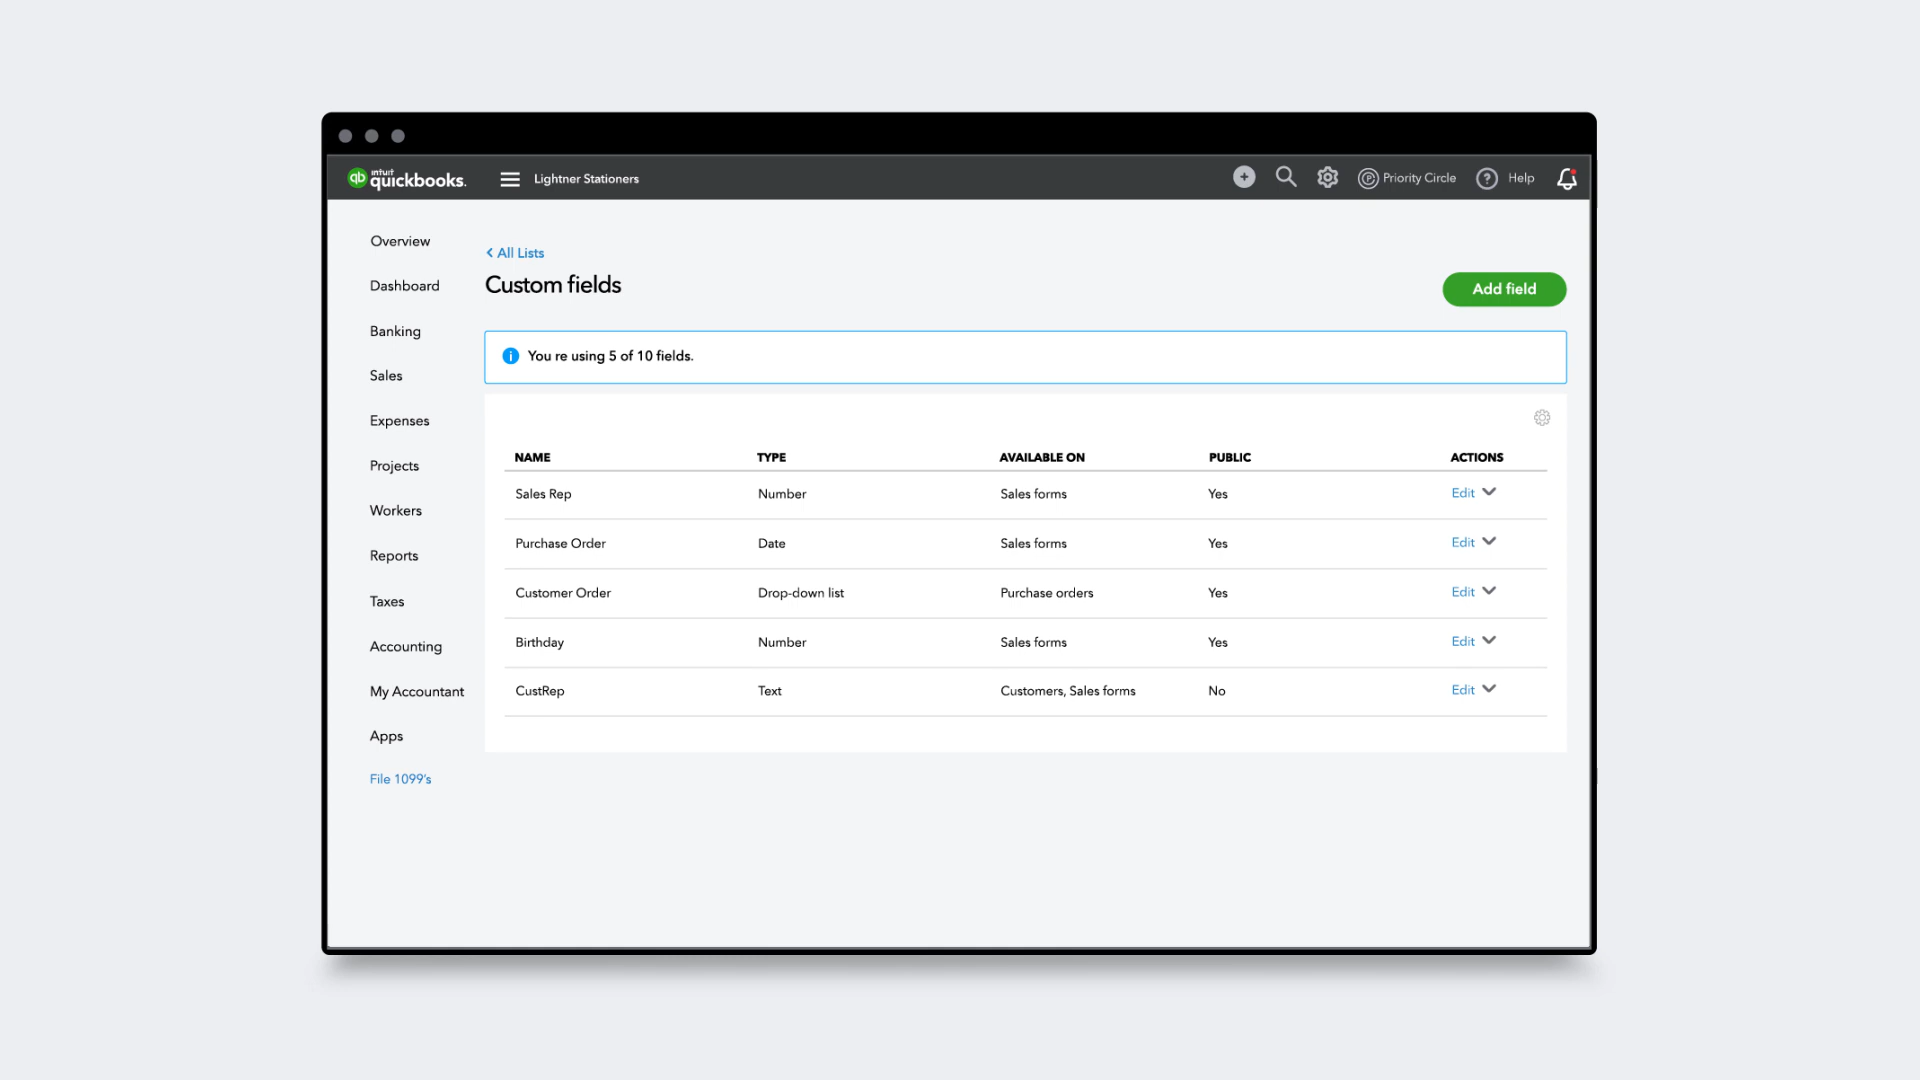 intuit
quickbooks.
Lightner Stationers
Priority Circle
Help
Overview
Dashboard
Banking
Sales
Expenses
Projects
Workers
Reports
Taxes
Accounting
My Accountant
Apps
File 1099's
All Lists
Custom fields
Add field
You re using 5 of 10 fields.
NAME TYPE AVAILABLE ON PUBLIC ACTIONS
Sales Rep Number Sales forms Yes Edit
Purchase Order Date Sales forms Yes Edit
Customer Order Drop-down list Purchase orders Yes Edit
Birthday Number Sales forms Yes Edit
CustRep Text Customers, Sales forms No Edit